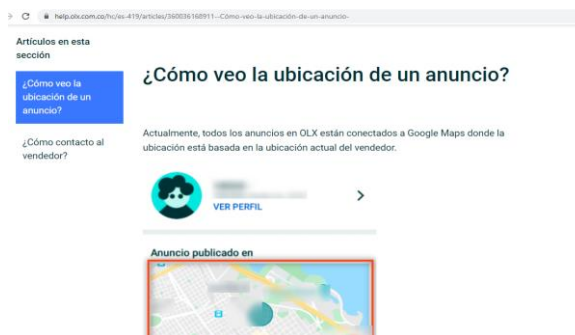 help.olx.com.co/hc/es-419/articles/360036168911--Cómo-veo-la-ubicación-de-un-anuncio-
Artículos en esta
sección
¿Cómo veo la
ubicación de un
anuncio?
¿Cómo contacto al
vendedor?
¿Cómo veo la ubicación de un anuncio?
Actualmente, todos los anuncios en OLX están conectados a Google Maps donde la
ubicación está basada en la ubicación actual del vendedor.
VER PERFIL
Anuncio publicado en